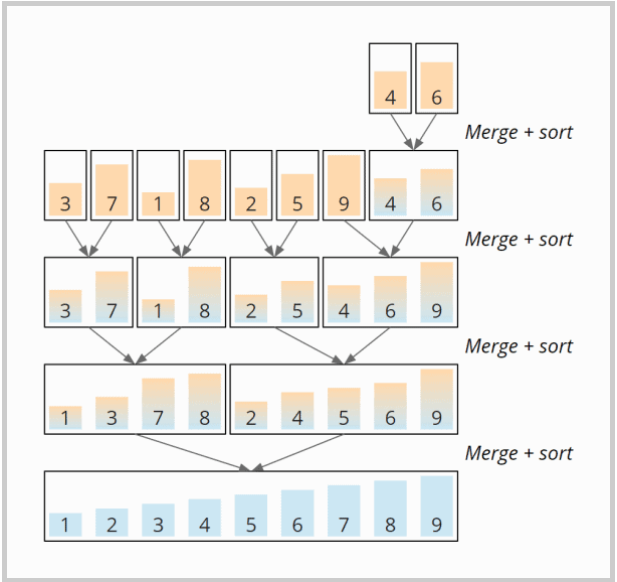 4 6
Merge + sort
3 7 1 8 2 5 9 4 6
Merge + sort
3 7 1 8 2 5 4 6 9
Merge + sort
1 3 7 8 2 4 5 6 9
Merge + sort
1 2 3 4 5 6 7 8 9